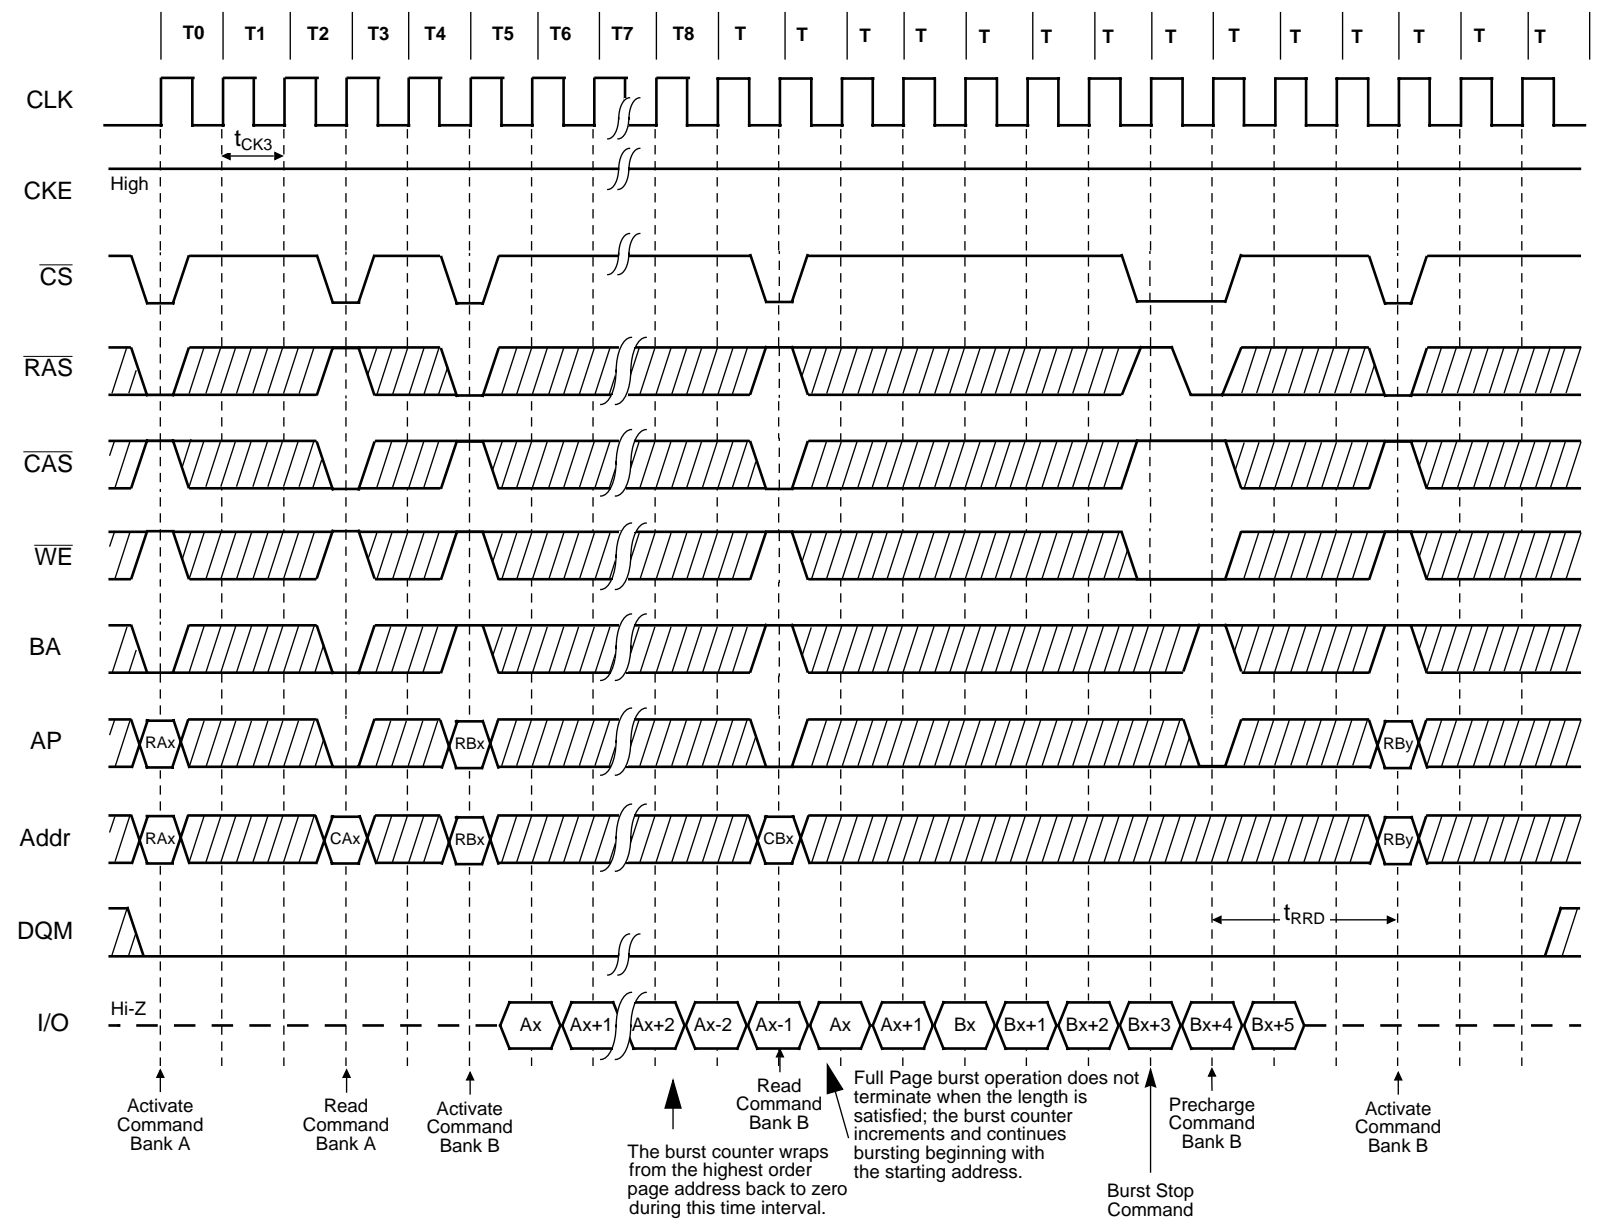 T0 T1 T2 T3 T4 T5 T6 T7 T8 T T T T T T T T T T T T T T
CLK
tCK3
CKE
High
CS
RAS
CAS
WE
BA
AP
RAx RBx RBy
Addr
RAx CAx RBx CBx RBy
DQM
tRRD
I/O
Hi-Z
Ax Ax+1 Ax+2 Ax-2 Ax-1 Ax Ax+1 Bx Bx+1 Bx+2 Bx+3 Bx+4 Bx+5
Activate
Command
Bank A
Read
Command
Bank A
Activate
Command
Bank B
The burst counter wraps
from the highest order
page address back to zero
during this time interval.
Read
Command
Bank B
Full Page burst operation does not
terminate when the length is
satisfied; the burst counter
increments and continues
bursting beginning with
the starting address.
Burst Stop
Command
Precharge
Command
Bank B
Activate
Command
Bank B